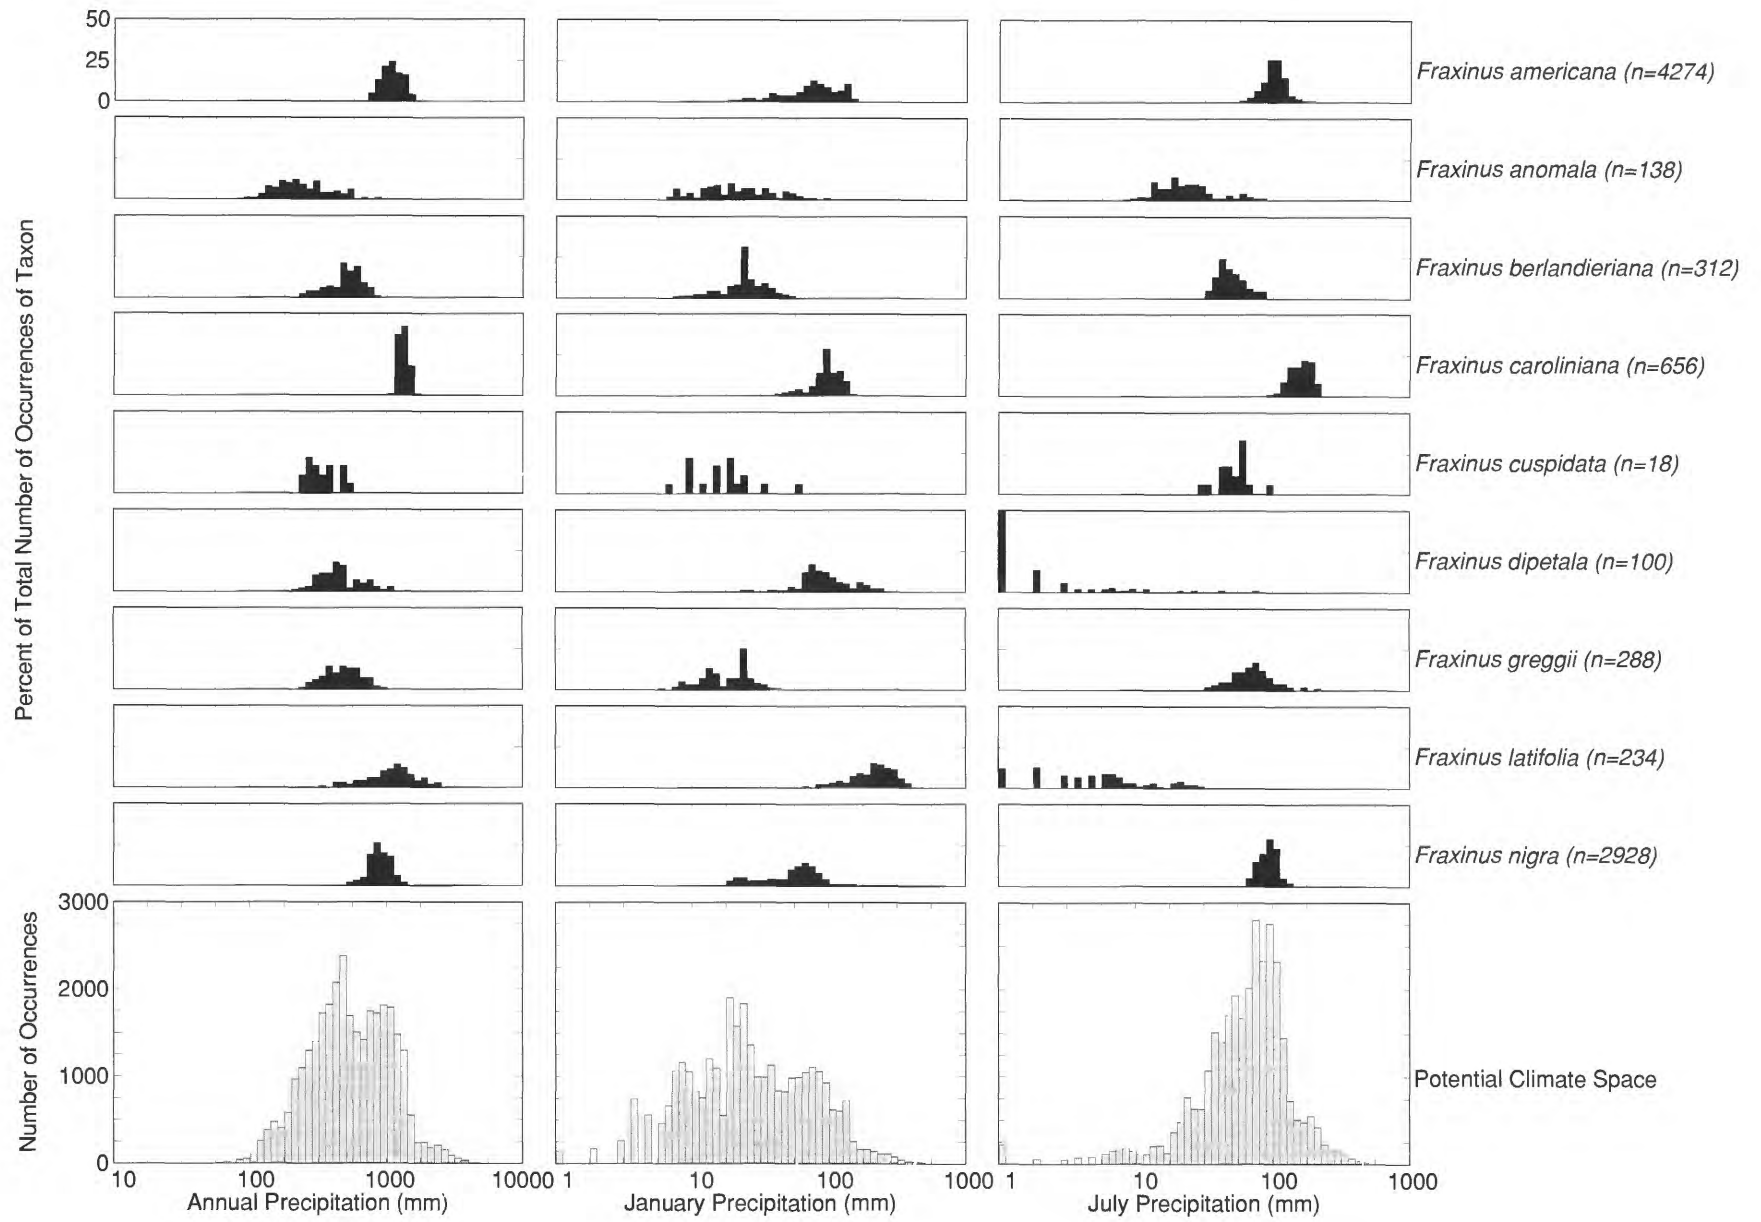 Percent of Total Number of Occurrences of Taxon
50
25
0
Fraxinus americana (n=4274)
Fraxinus anomala (n=138)
Fraxinus berlandieriana (n=312)
Fraxinus caroliniana (n=656)
Fraxinus cuspidata (n=18)
Fraxinus dipetala (n=100)
Fraxinus greggii (n=288)
Fraxinus latifolia (n=234)
Fraxinus nigra (n=2928)
Number of Occurrences
3000
2000
1000
0
Potential Climate Space
10 100 1000 10000
Annual Precipitation (mm)
1 10 100 1000
January Precipitation (mm)
1 10 100 1000
July Precipitation (mm)